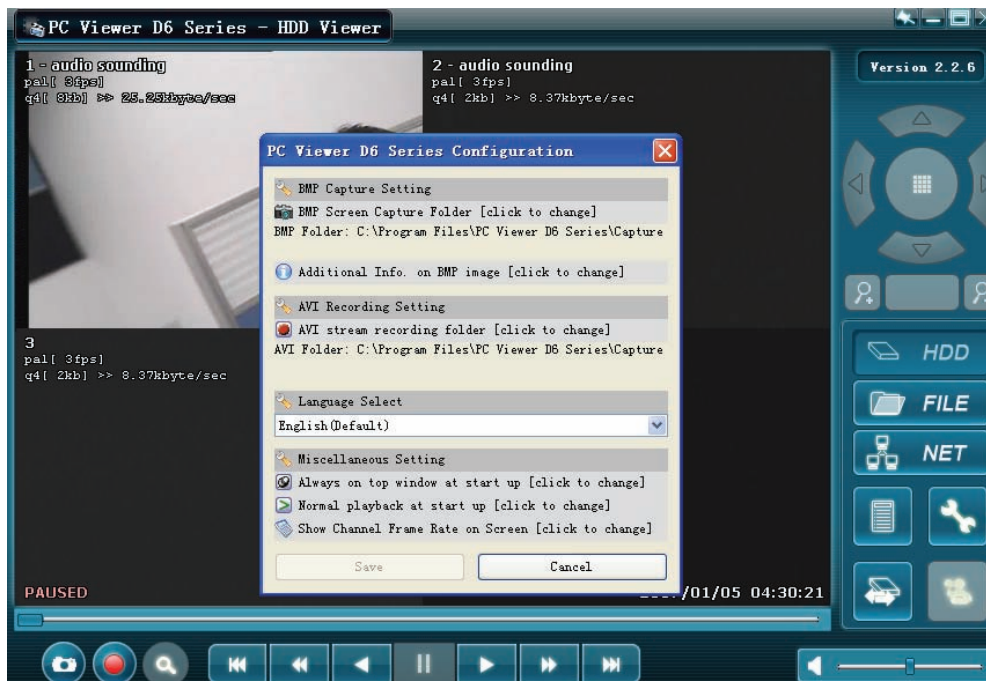 PC Viewer D6 Series - HDD Viewer
1 - audio sounding
pal[ 3fps]
q4[ 8kb] >> 25.25kbyte/sec
2 - audio sounding
pal[ 3fps]
q4[ 2kb] >> 8.37kbyte/sec
Version 2.2.6
PC Viewer D6 Series Configuration
BMP Capture Setting
BMP Screen Capture Folder [click to change]
BMP Folder: C:\Program Files\PC Viewer D6 Series\Capture
Additional Info. on BMP image [click to change]
AVI Recording Setting
AVI stream recording folder [click to change]
AVI Folder: C:\Program Files\PC Viewer D6 Series\Capture
Language Select
English(Default)
Miscellaneous Setting
Always on top window at start up [click to change]
Normal playback at start up [click to change]
Show Channel Frame Rate on Screen [click to change]
Save
Cancel
3
pal[ 3fps]
q4[ 2kb] >> 8.37kbyte/sec
HDD
FILE
NET
PAUSED
/01/05 04:30:21